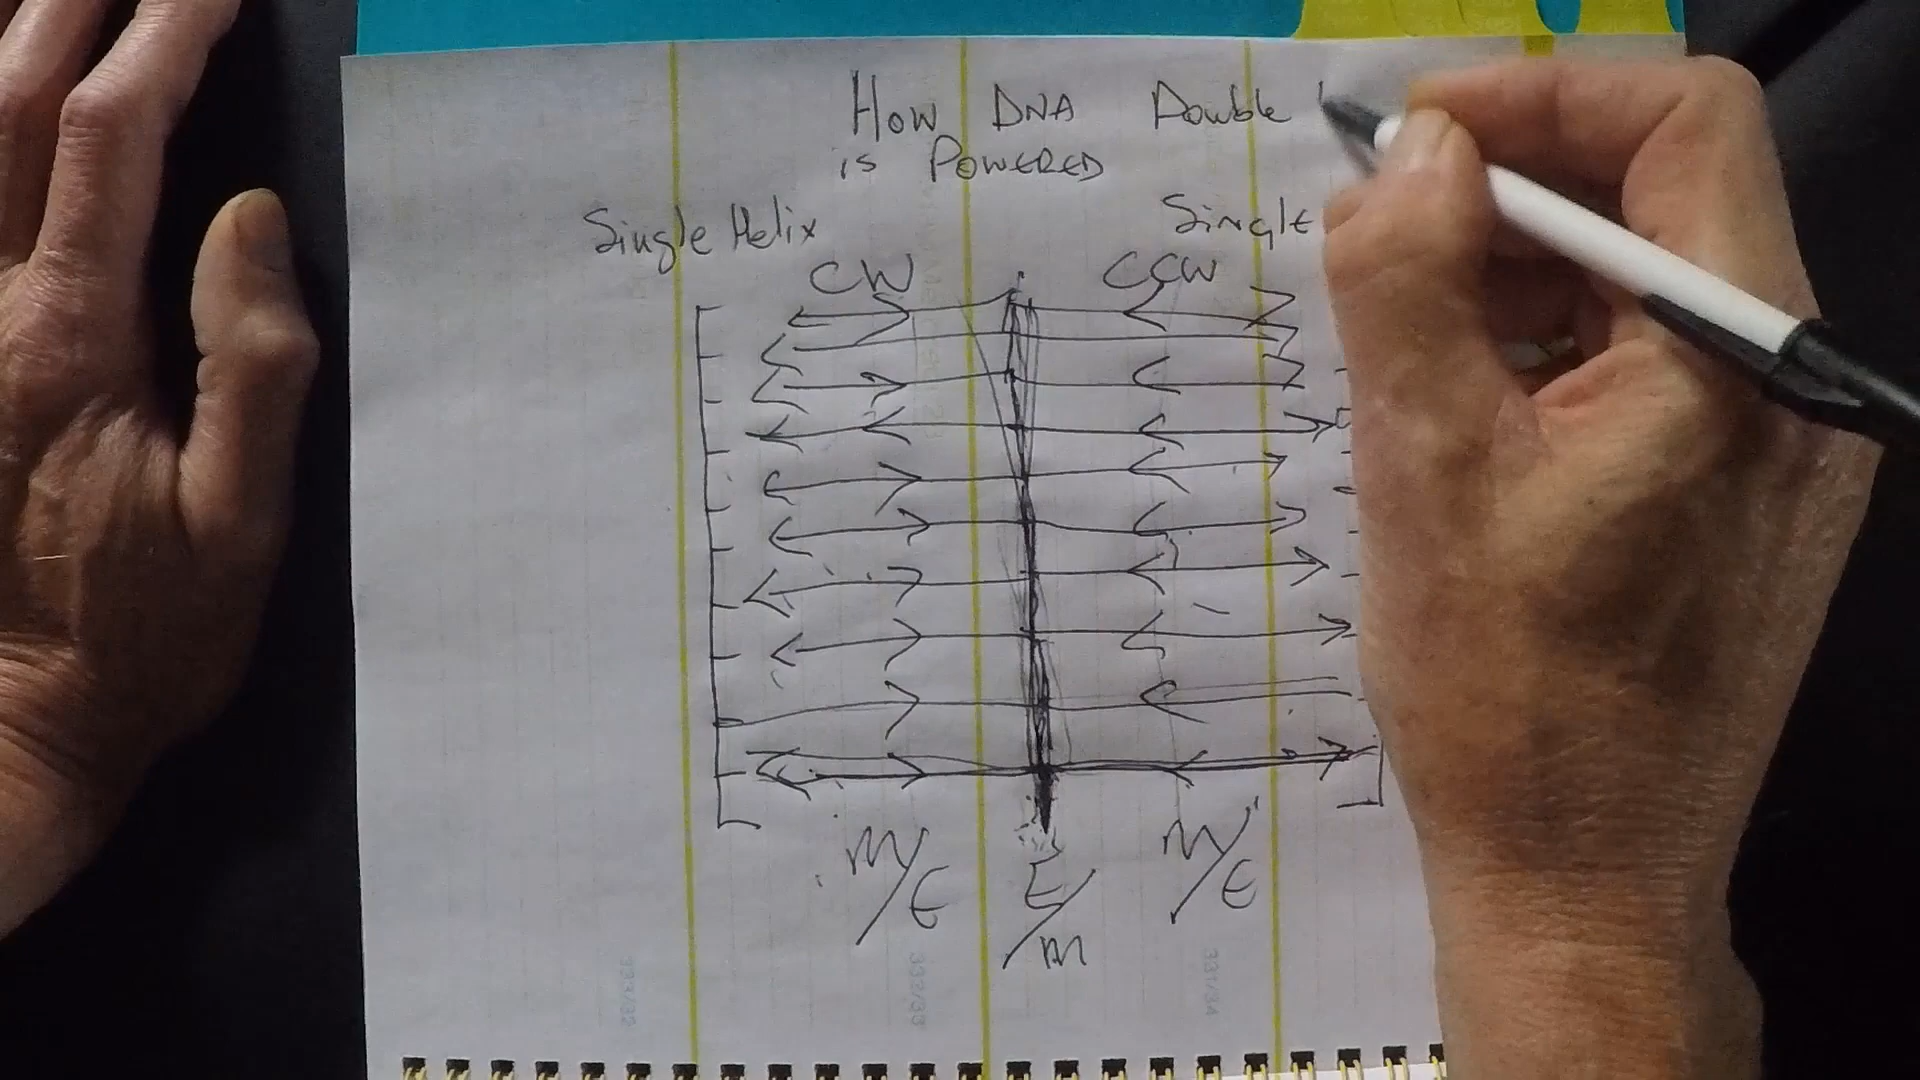 How DNA Double
is Powered
Single Helix Single
CW CCW
M/E E/M M/E